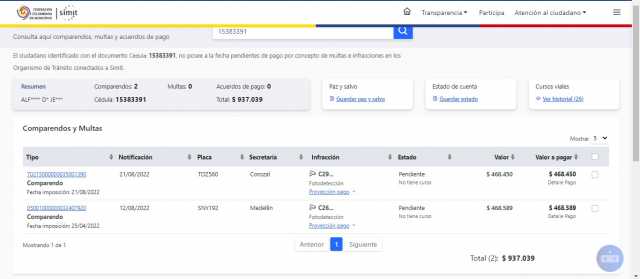 FEDERACIÓN COLOMBIANA DE MUNICIPIOS | simit
Transparencia Participa Atención al ciudadano
Consulta aquí comparendos, multas y acuerdos de pago
15383391
El ciudadano identificado con el documento Cédula: 15383391, no posee a la fecha pendientes de pago por concepto de multas e infracciones en los
Organismo de Tránsito conectados a Simit.
Resumen Comparendos: 2 Multas: 0 Acuerdos de pago: 0
ALF**** D* JE*** Cédula: 15383391 Total: $ 937.039
Paz y salvo
Guardar paz y salvo
Estado de cuenta
Guardar estado
Cursos viales
Ver historial (26)
Comparendos y Multas
Mostrar 1
Tipo Notificación Placa Secretaría Infracción Estado Valor Valor a pagar
21/08/2022 TOZ560 Corozal C29... Pendiente $ 468.450 $ 468.450
Comparendo Fotodetección No tiene curso Detalle Pago
Fecha imposición: 21/08/2022 Proyección pago
12/08/2022 SNY192 Medellín C26... Pendiente $ 468.589 $ 468.589
Comparendo Fotodetección No tiene curso Detalle Pago
Fecha imposición: 25/04/2022 Proyección pago
Mostrando 1 de 1 Anterior 1 Siguiente
Total (2): $ 937.039